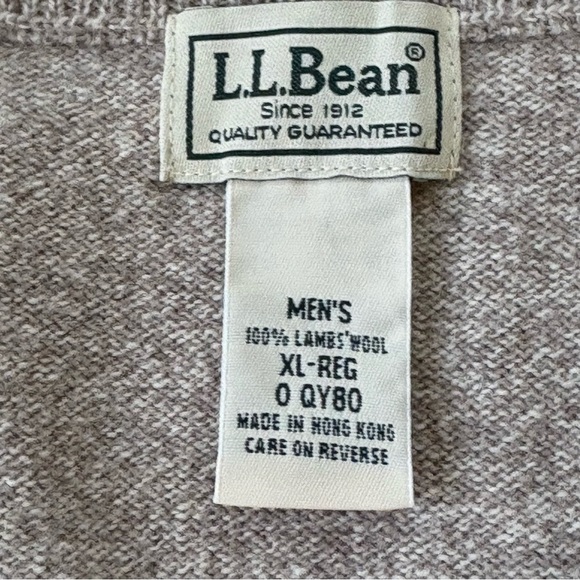 L.L.Bean®
Since 1912
QUALITY GUARANTEED
MEN'S
100% LAMBS' WOOL
XL-REG
0 QY80
MADE IN HONG KONG
CARE ON REVERSE